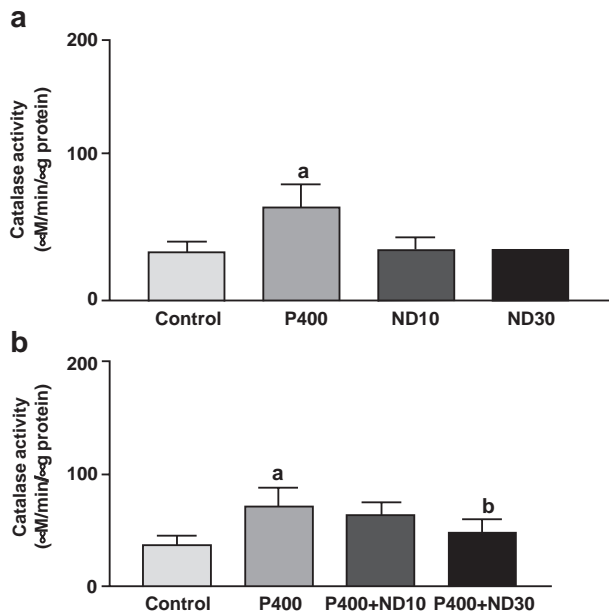 a
200
100
0
Catalase activity
(∝M/min/∝g protein)
a
Control P400 ND10 ND30
b
200
100
0
Catalase activity
(∝M/min/∝g protein)
a
b
Control P400 P400+ND10 P400+ND30